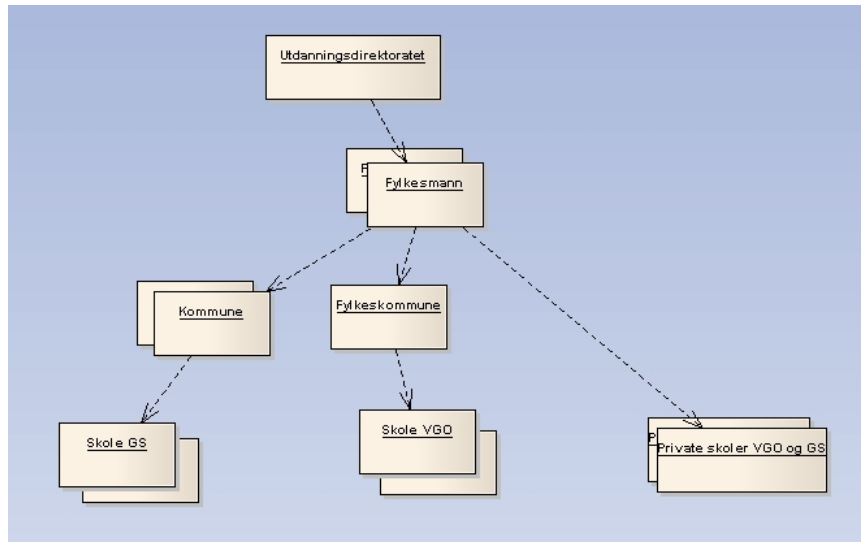 Utdanningsdirektoratet
Fylkesmann
Kommune
Fylkeskommune
Skole GS
Skole VGO
Private skoler VGO og GS